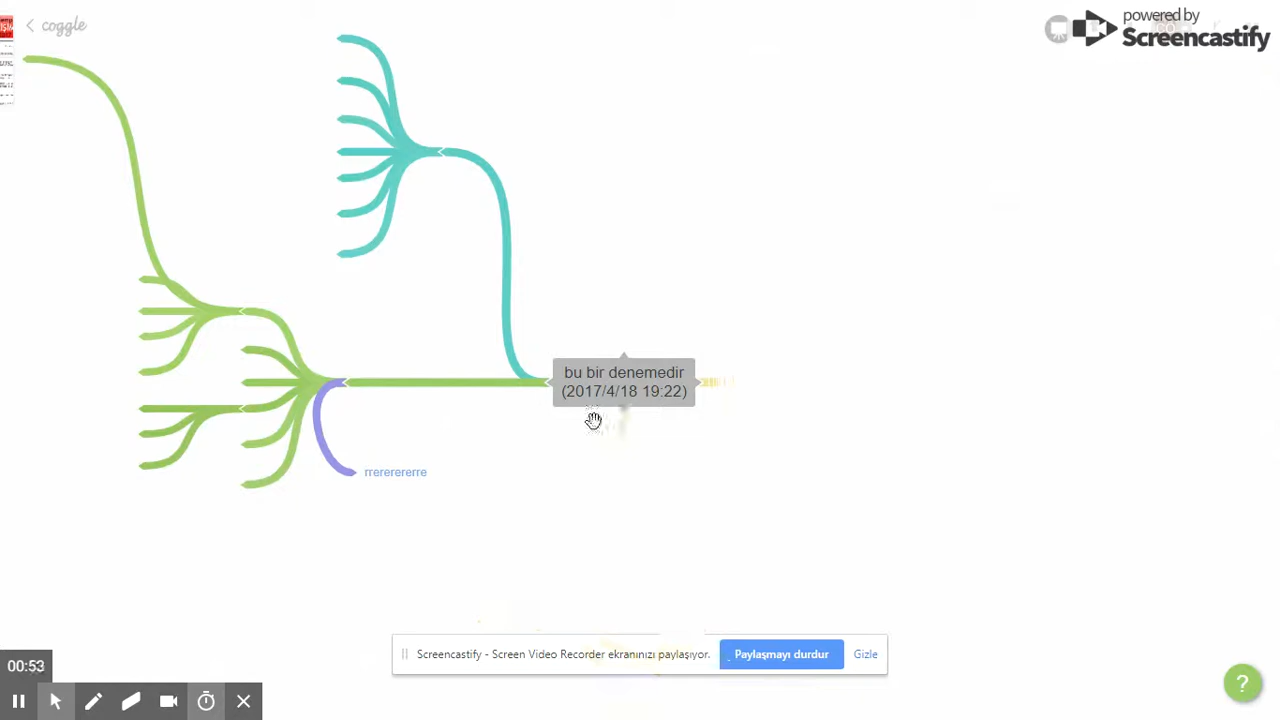 coggle
powered by
Screencastify
bu bir denemedir
(2017/4/18 19:22)
rrererererre
Screencastify - Screen Video Recorder ekranınızı paylaşıyor.
Paylaşmayı durdur
Gizle
00:53
?